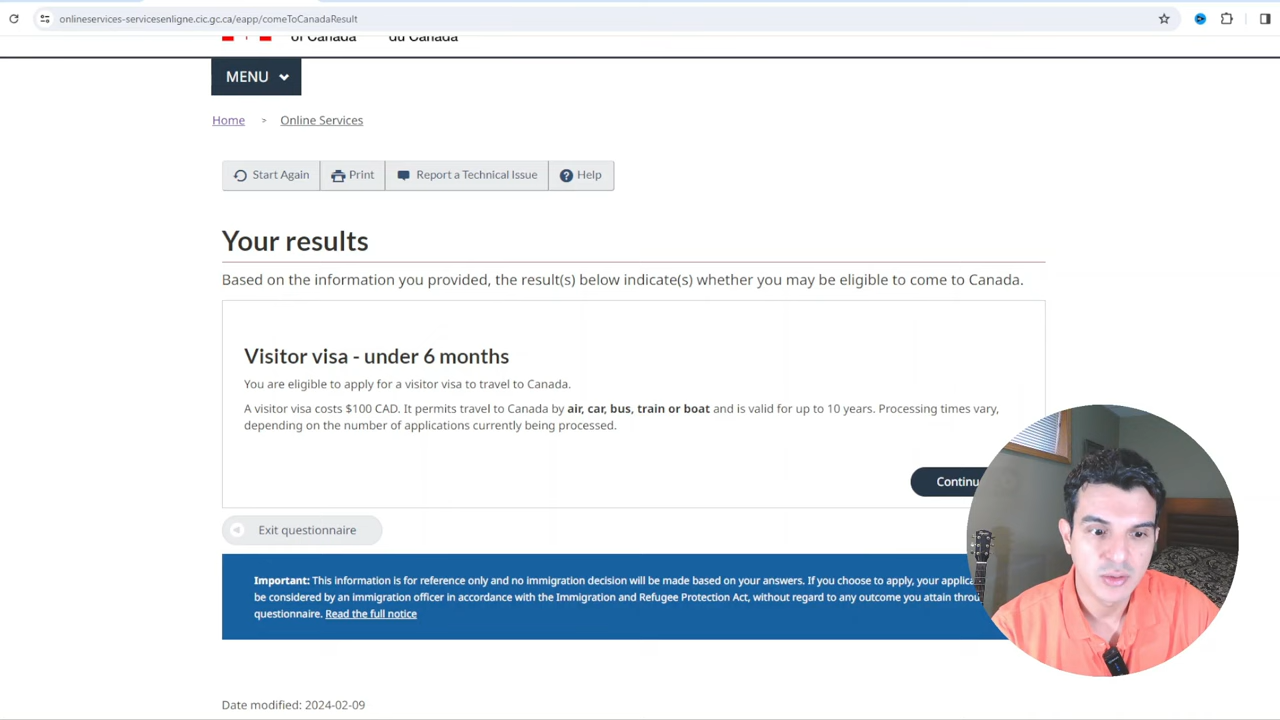 onlineservices-servicesenligne.cic.gc.ca/eapp/comeToCanadaResult
of Canada du Canada
MENU
Home > Online Services
Start Again Print Report a Technical Issue Help
Your results
Based on the information you provided, the result(s) below indicate(s) whether you may be eligible to come to Canada.
Visitor visa - under 6 months
You are eligible to apply for a visitor visa to travel to Canada.
A visitor visa costs $100 CAD. It permits travel to Canada by air, car, bus, train or boat and is valid for up to 10 years. Processing times vary,
depending on the number of applications currently being processed.
Continu
Exit questionnaire
Important: This information is for reference only and no immigration decision will be made based on your answers. If you choose to apply, your applica
be considered by an immigration officer in accordance with the Immigration and Refugee Protection Act, without regard to any outcome you attain throu
questionnaire. Read the full notice
Date modified: 2024-02-09